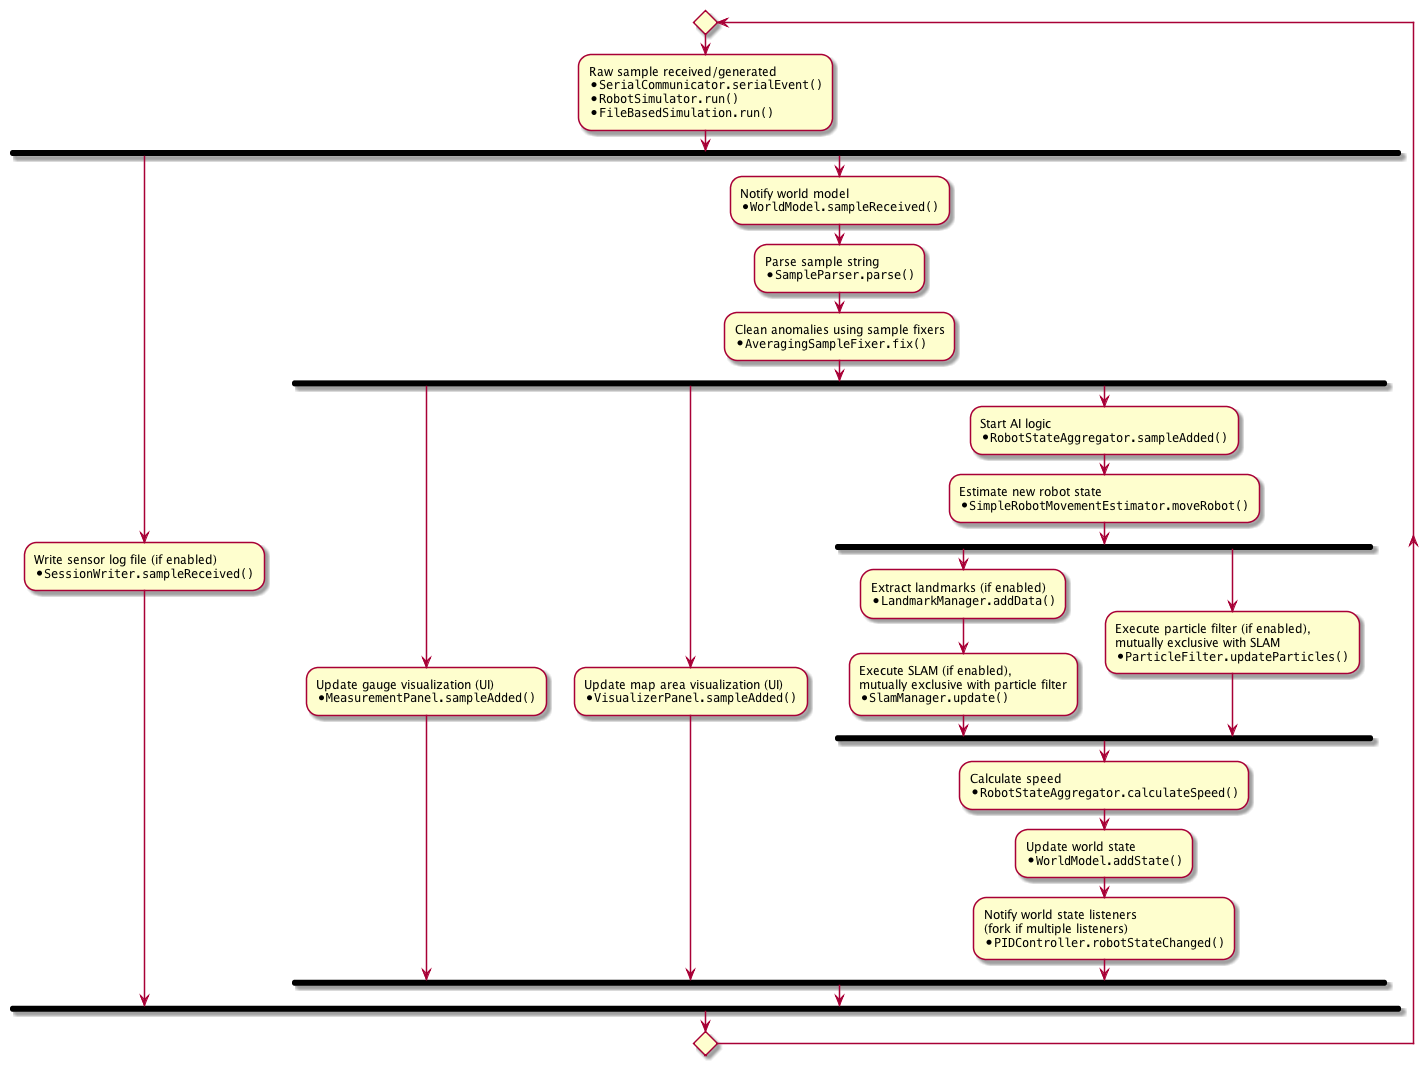 Raw sample received/generated
•SerialCommunicator.serialEvent()
•RobotSimulator.run()
•FileBasedSimulation.run()
Notify world model
•WorldModel.sampleReceived()
Parse sample string
•SampleParser.parse()
Clean anomalies using sample fixers
•AveragingSampleFixer.fix()
Start AI logic
•RobotStateAggregator.sampleAdded()
Estimate new robot state
•SimpleRobotMovementEstimator.moveRobot()
Write sensor log file (if enabled)
•SessionWriter.sampleReceived()
Extract landmarks (if enabled)
•LandmarkManager.addData()
Execute particle filter (if enabled),
mutually exclusive with SLAM
•ParticleFilter.updateParticles()
Update gauge visualization (UI)
•MeasurementPanel.sampleAdded()
Update map area visualization (UI)
•VisualizerPanel.sampleAdded()
Execute SLAM (if enabled),
mutually exclusive with particle filter
•SlamManager.update()
Calculate speed
•RobotStateAggregator.calculateSpeed()
Update world state
•WorldModel.addState()
Notify world state listeners
(fork if multiple listeners)
•PIDController.robotStateChanged()